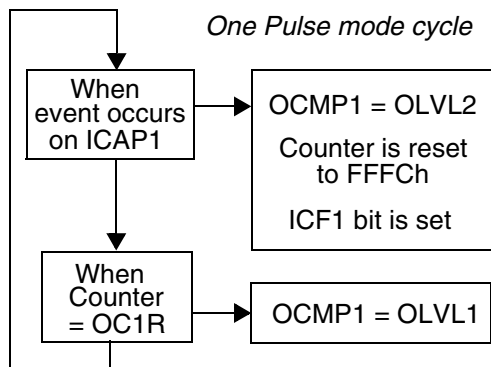 One Pulse mode cycle
When
event occurs
on ICAP1
OCMP1 = OLVL2
Counter is reset
to FFFCh
ICF1 bit is set
When
Counter
= OC1R
OCMP1 = OLVL1